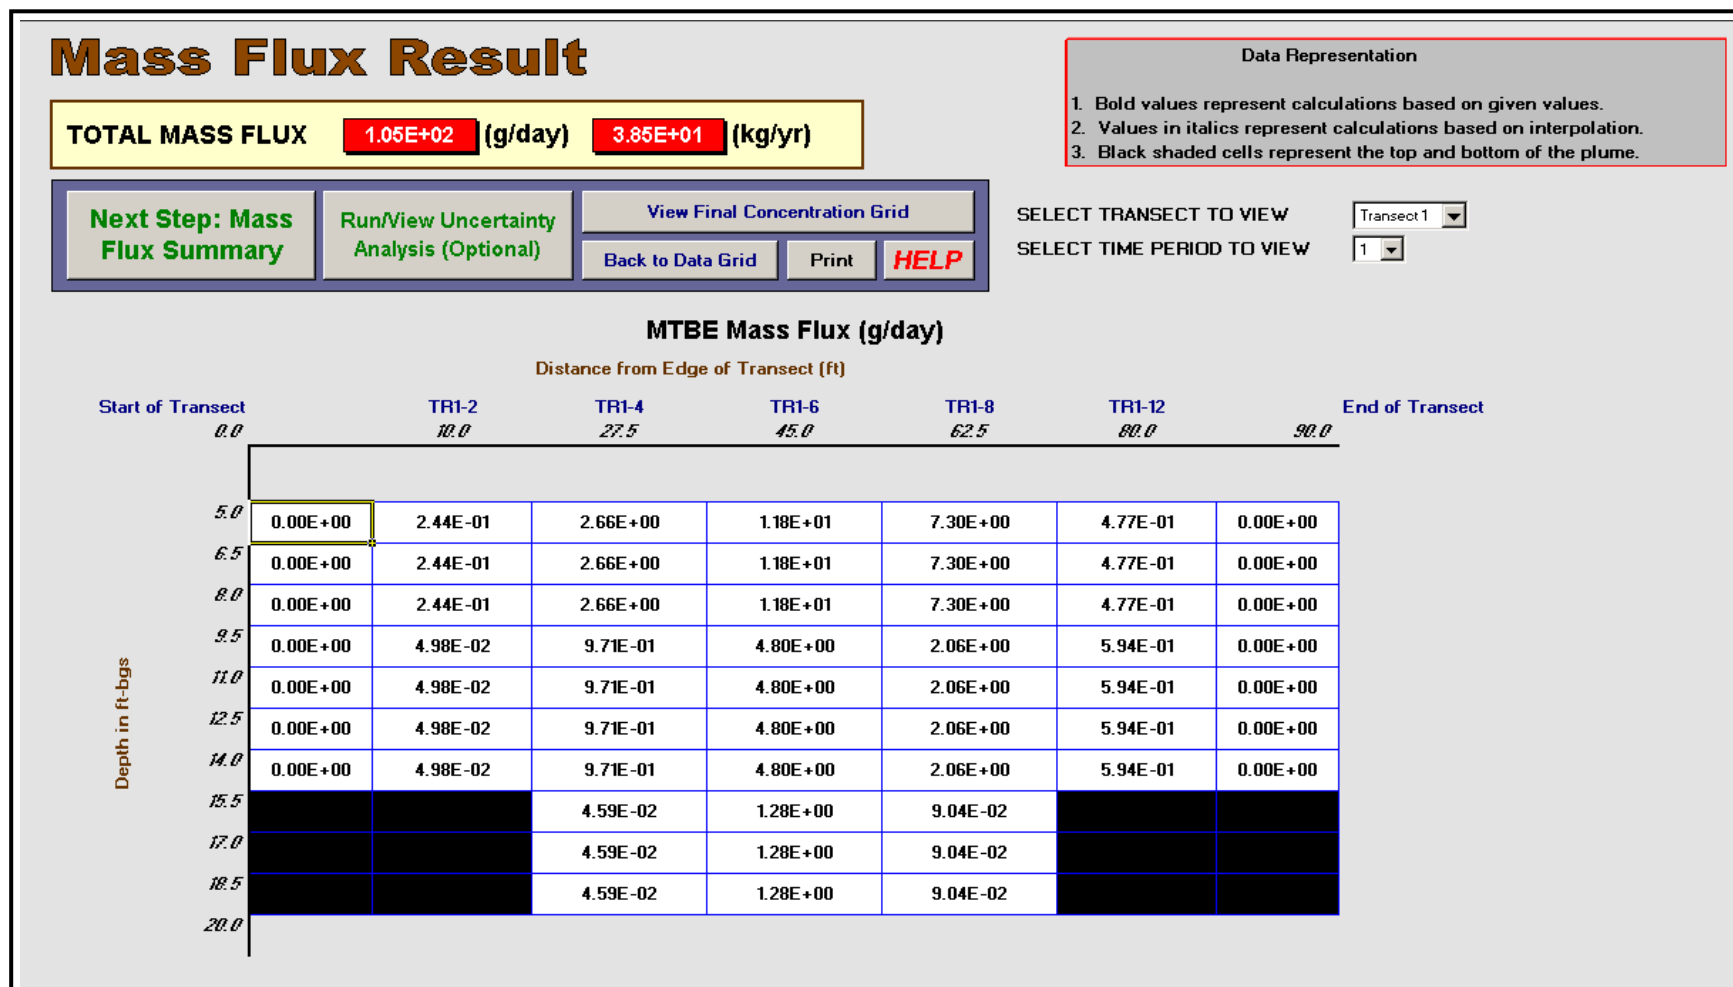 Mass Flux Result
Data Representation
1. Bold values represent calculations based on given values.
2. Values in italics represent calculations based on interpolation.
3. Black shaded cells represent the top and bottom of the plume.
TOTAL MASS FLUX 1.05E+02 (g/day) 3.85E+01 (kg/yr)
Next Step: Mass
Flux Summary
Run/View Uncertainty
Analysis (Optional)
View Final Concentration Grid
Back to Data Grid Print HELP
SELECT TRANSECT TO VIEW Transect 1
SELECT TIME PERIOD TO VIEW 1
MTBE Mass Flux (g/day)
Distance from Edge of Transect (ft)
Start of Transect TR1-2 TR1-4 TR1-6 TR1-8 TR1-12 End of Transect
0.0 10.0 27.5 45.0 62.5 80.0 90.0
Depth in ft-bgs
5.0
0.00E+00 2.44E-01 2.66E+00 1.18E+01 7.30E+00 4.77E-01 0.00E+00
6.5
0.00E+00 2.44E-01 2.66E+00 1.18E+01 7.30E+00 4.77E-01 0.00E+00
8.0
0.00E+00 2.44E-01 2.66E+00 1.18E+01 7.30E+00 4.77E-01 0.00E+00
9.5
0.00E+00 4.98E-02 9.71E-01 4.80E+00 2.06E+00 5.94E-01 0.00E+00
11.0
0.00E+00 4.98E-02 9.71E-01 4.80E+00 2.06E+00 5.94E-01 0.00E+00
12.5
0.00E+00 4.98E-02 9.71E-01 4.80E+00 2.06E+00 5.94E-01 0.00E+00
14.0
0.00E+00 4.98E-02 9.71E-01 4.80E+00 2.06E+00 5.94E-01 0.00E+00
15.5
4.59E-02 1.28E+00 9.04E-02
17.0
4.59E-02 1.28E+00 9.04E-02
18.5
4.59E-02 1.28E+00 9.04E-02
20.0